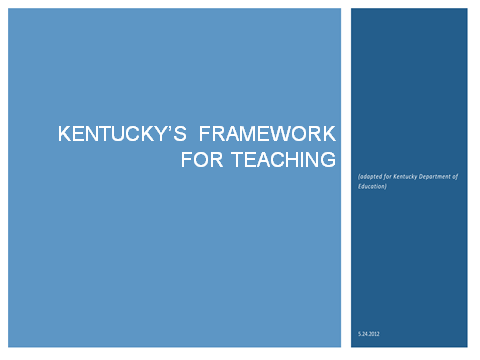 KENTUCKY'S FRAMEWORK
FOR TEACHING
(adapted for Kentucky Department of
Education)
5.24.2012